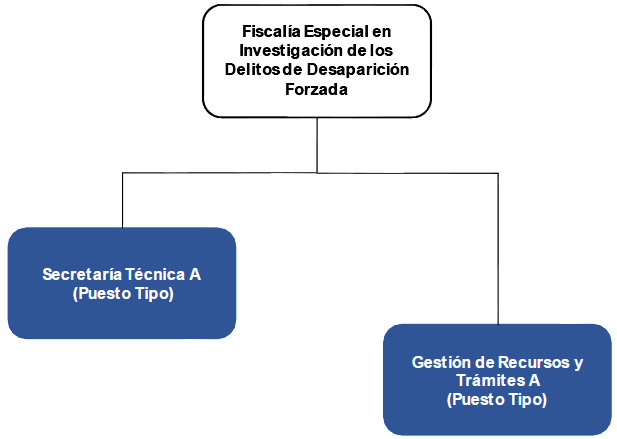 Fiscalía Especial en
Investigación de los
Delitos de Desaparición
Forzada
Secretaría Técnica A
(Puesto Tipo)
Gestión de Recursos y
Trámites A
(Puesto Tipo)